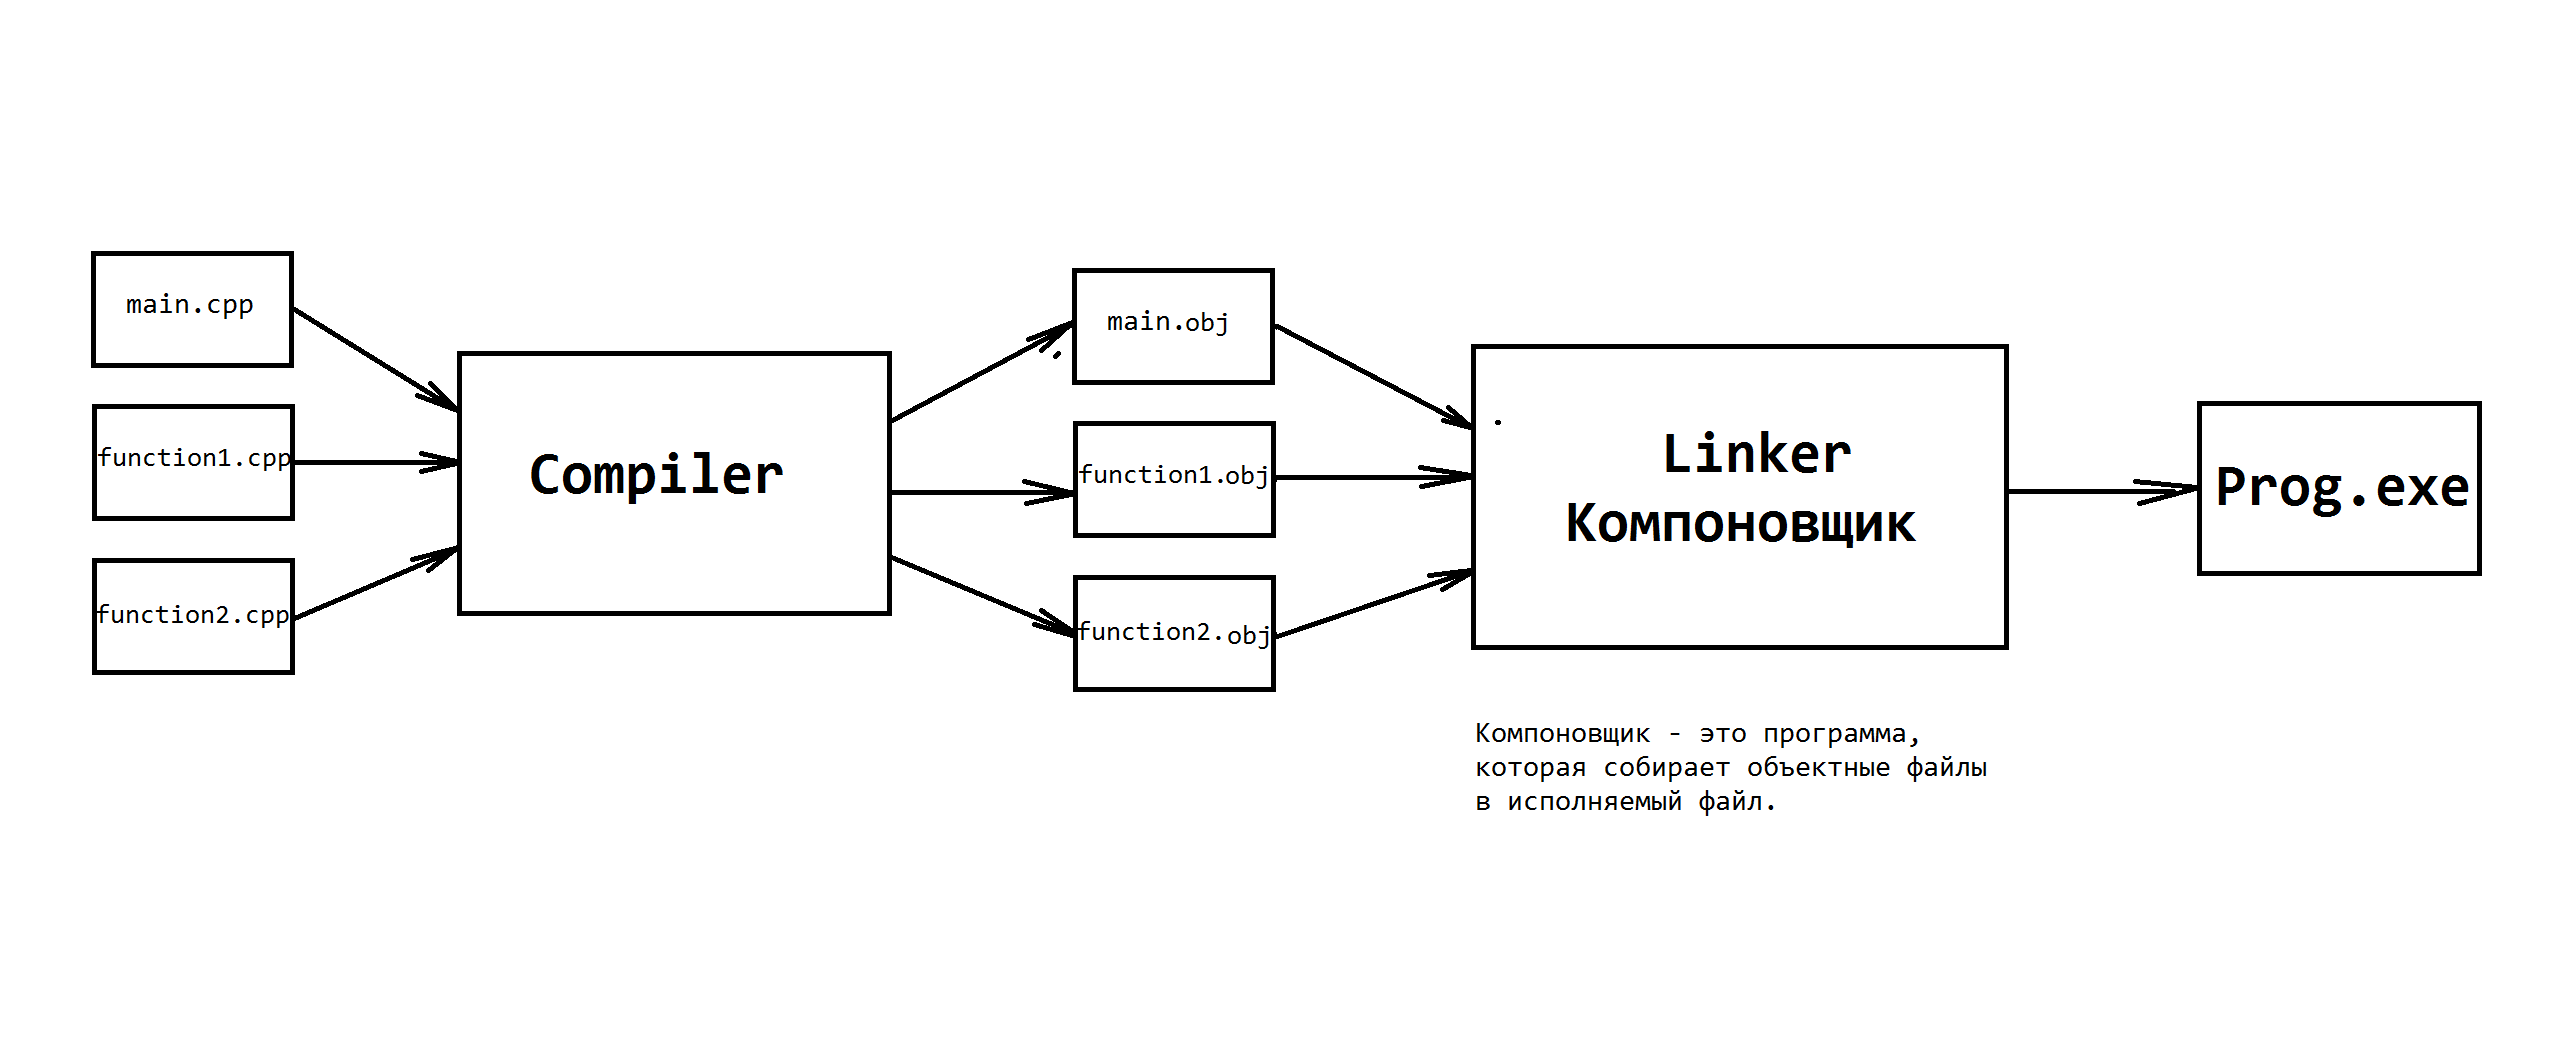 main.cpp
function1.cpp
function2.cpp
Compiler
main.obj
function1.obj
function2.obj
Linker
Компоновщик
Компоновщик - это программа,
которая собирает объектные файлы
в исполняемый файл.
Prog.exe